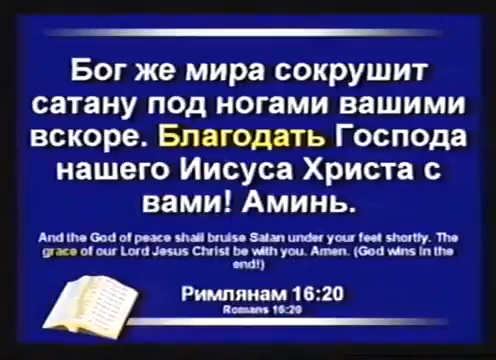 Бог же мира сокрушит
сатану под ногами вашими
вскоре. Благодать Господа
нашего Иисуса Христа с
вами! Аминь.
And the God of peace shall bruise Satan under your feet shortly. The
grace of our Lord Jesus Christ be with you. Amen. (God wins in the
end!)
Римлянам 16:20
Romans 16:20